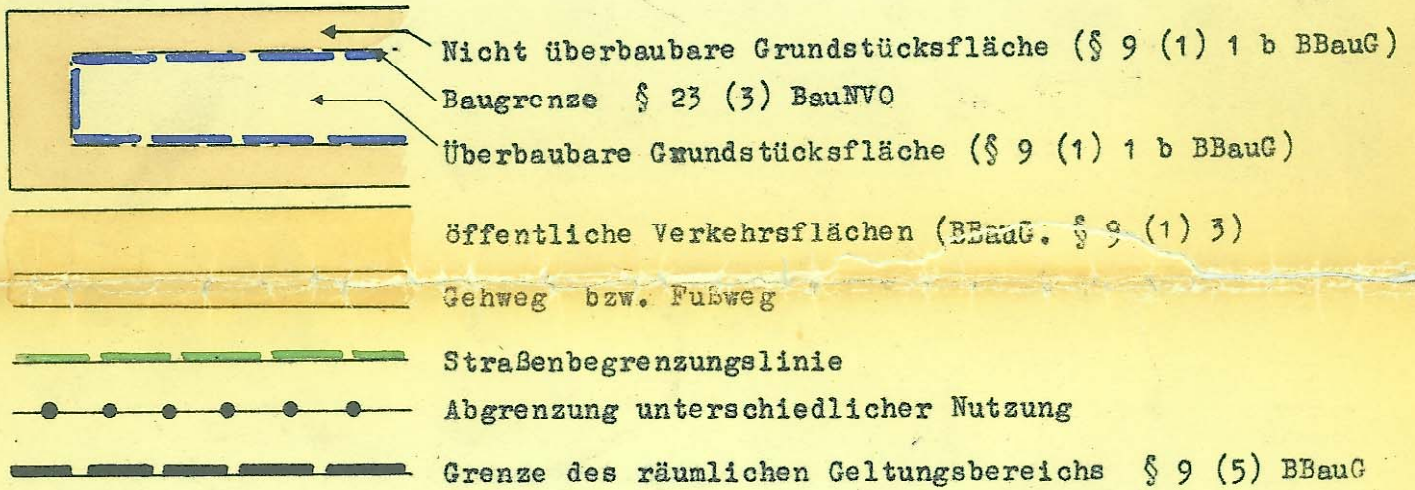 Nicht überbaubare Grundstücksfläche (§ 9 (1) 1 b BBauG)
Baugrenze § 23 (3) BauNVO
Überbaubare Grundstücksfläche (§ 9 (1) 1 b BBauG)
öffentliche Verkehrsflächen (BBauG. § 9 (1) 3)
Gehweg bzw. Fußweg
Straßenbegrenzungslinie
Abgrenzung unterschiedlicher Nutzung
Grenze des räumlichen Geltungsbereichs § 9 (5) BBauG